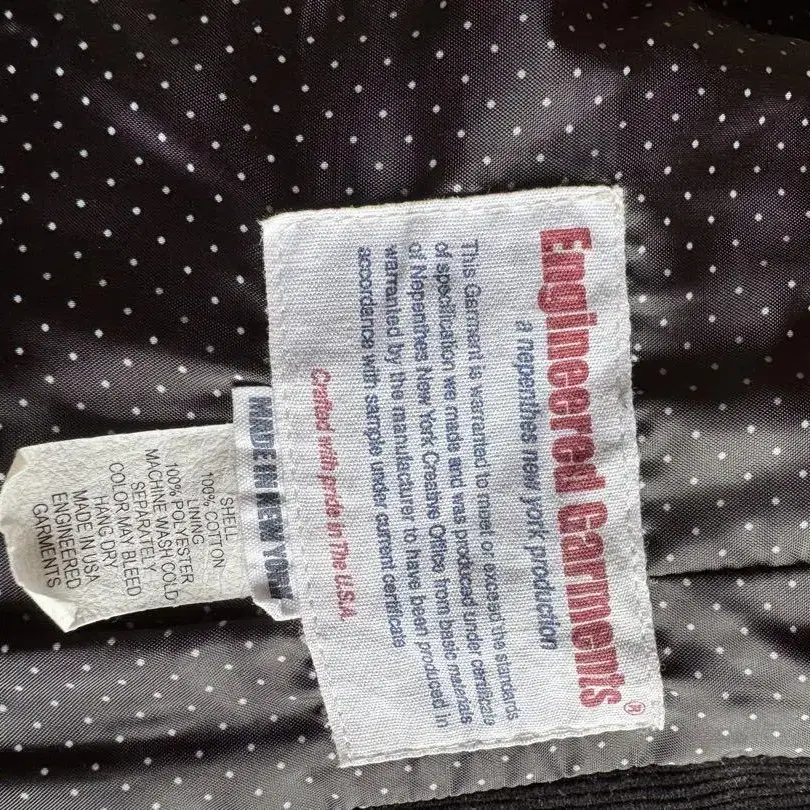 Engineered Garments ®
a nepenthes new york production
This Garment is warranted to meet or exceed the standards
of specification we made and was produced under certificate
of Nepenthes New York Creative Office from basic materials
warranted by the manufacturer to have been produced in
accordance with sample under current certificate
Crafted with pride in The U.S.A.
MADE IN NEW YORK
SHELL
100% COTTON
LINING
100% POLYESTER
MACHINE WASH COLD
SEPARATELY
COLOR MAY BLEED
HANG DRY
MADE IN USA
ENGINEERED
GARMENTS